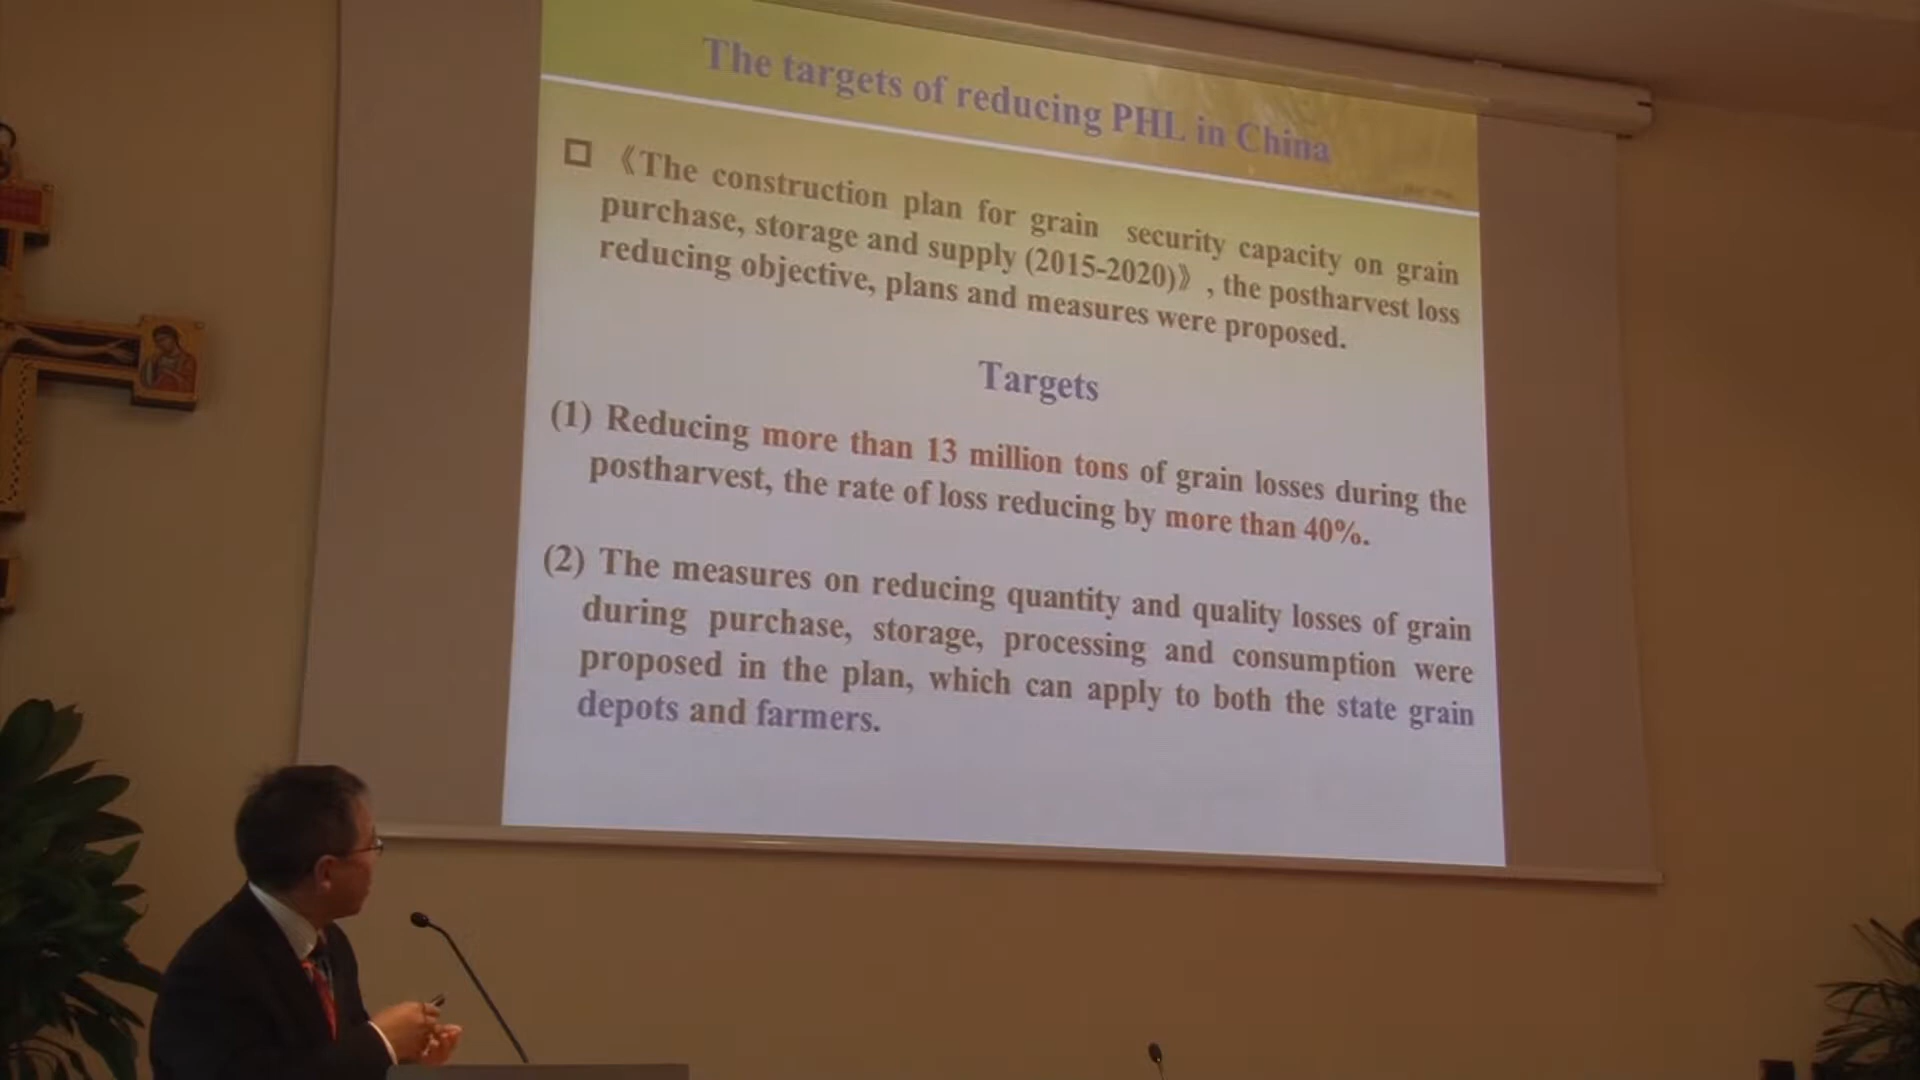 The targets of reducing PHL in China
《The construction plan for grain security capacity on grain
purchase, storage and supply (2015-2020)》, the postharvest loss
reducing objective, plans and measures were proposed.
Targets
(1) Reducing more than 13 million tons of grain losses during the
postharvest, the rate of loss reducing by more than 40%.
(2) The measures on reducing quantity and quality losses of grain
during purchase, storage, processing and consumption were
proposed in the plan, which can apply to both the state grain
depots and farmers.